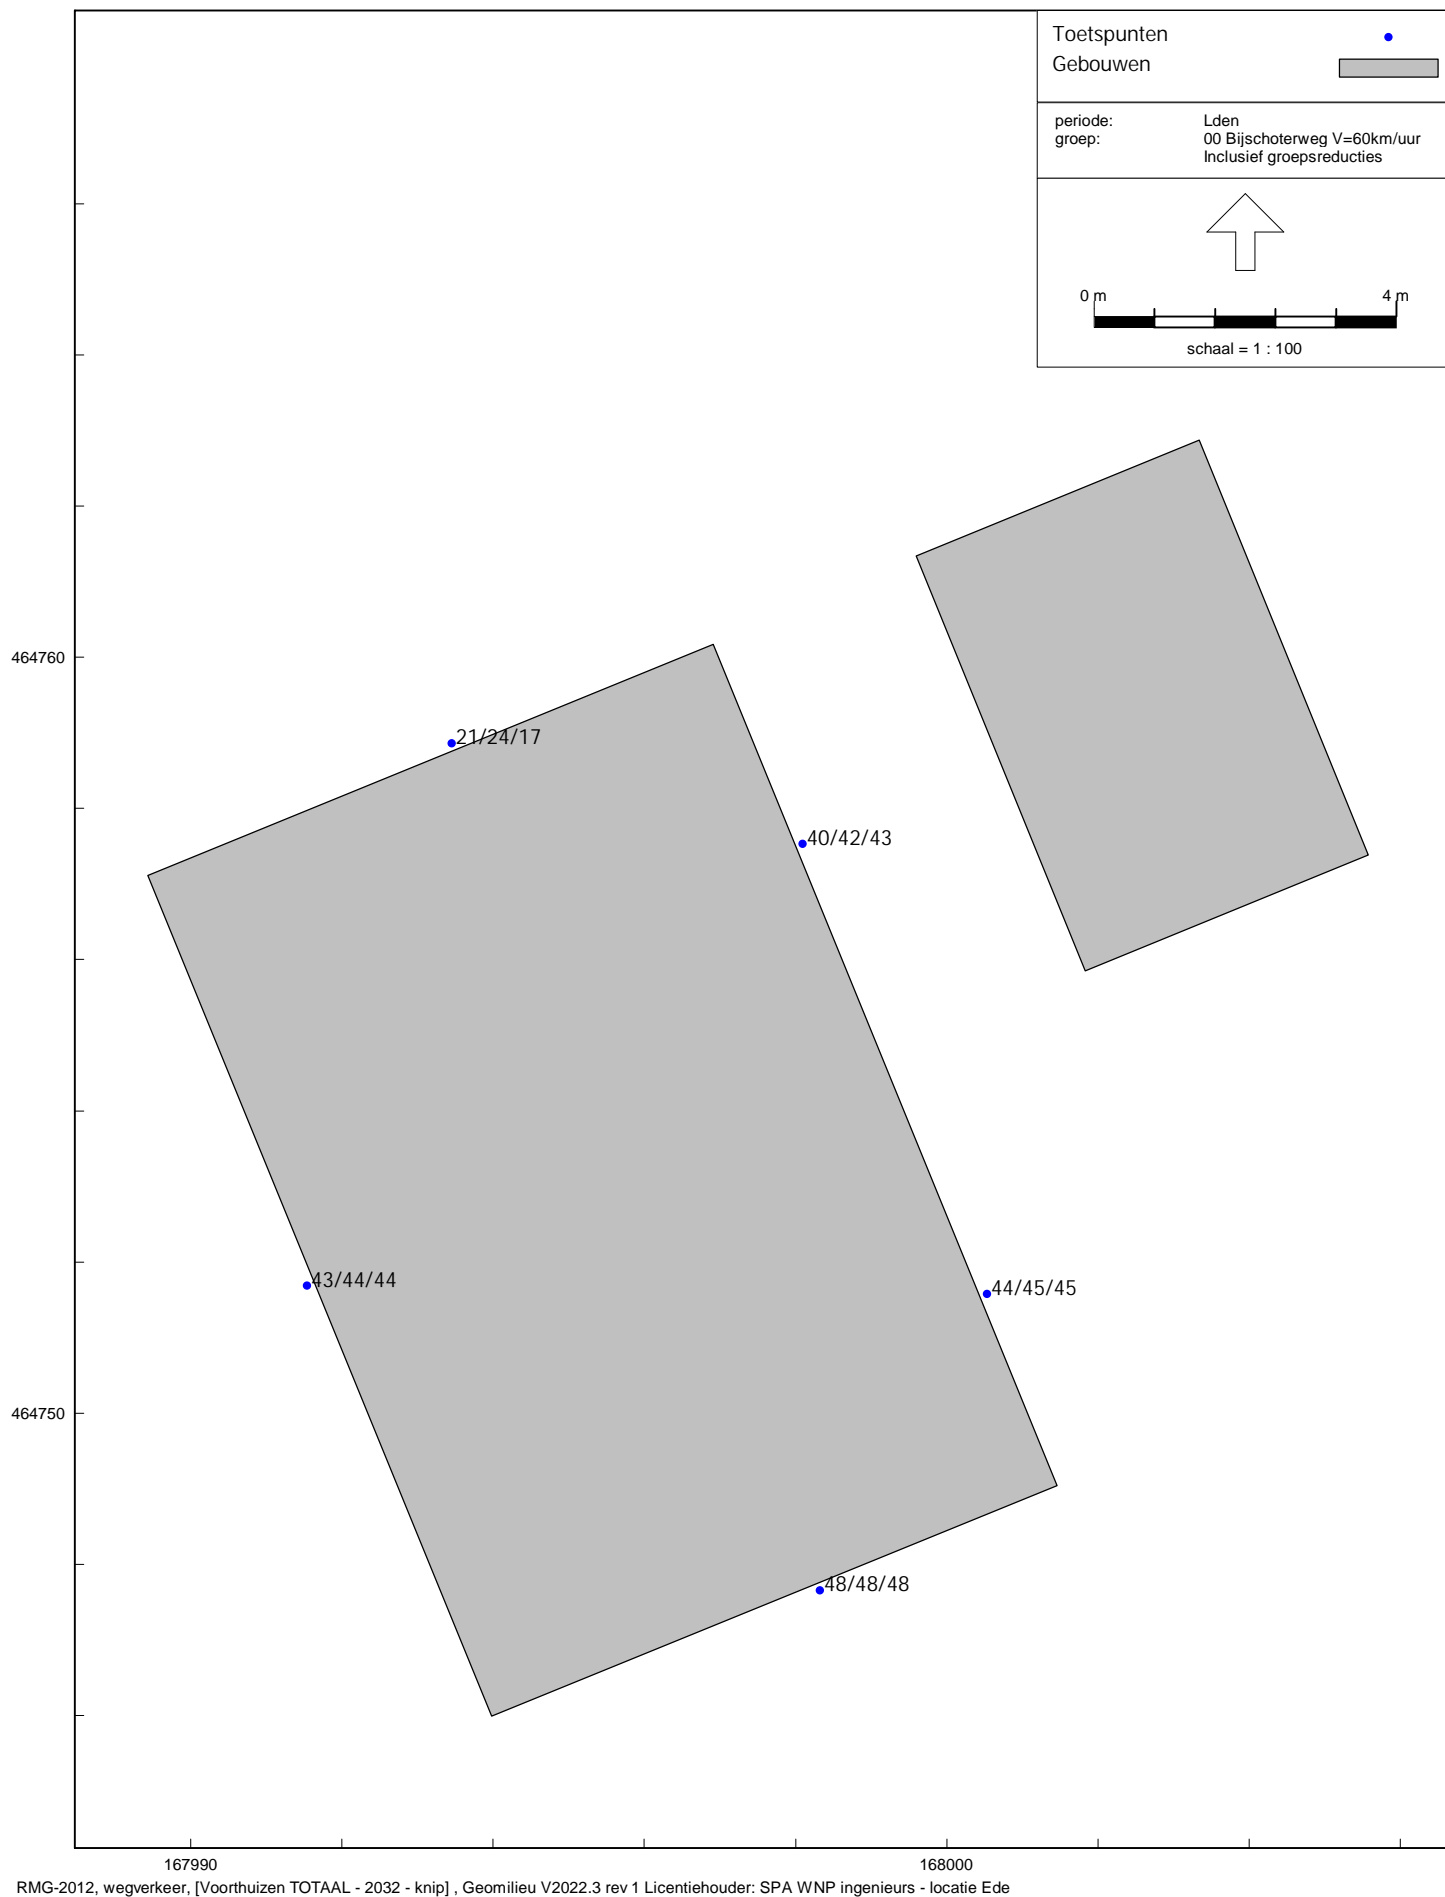 Toetspunten
Gebouwen
periode: Lden
groep: 00 Bijschoterweg V=60km/uur
Inclusief groepsreducties
0 m 4 m
schaal = 1 : 100
464760
21/24/17
40/42/43
43/44/44
44/45/45
464750
48/48/48
167990 168000
RMG-2012, wegverkeer, [Voorthuizen TOTAAL - 2032 - knip] , Geomilieu V2022.3 rev 1 Licentiehouder: SPA WNP ingenieurs - locatie Ede